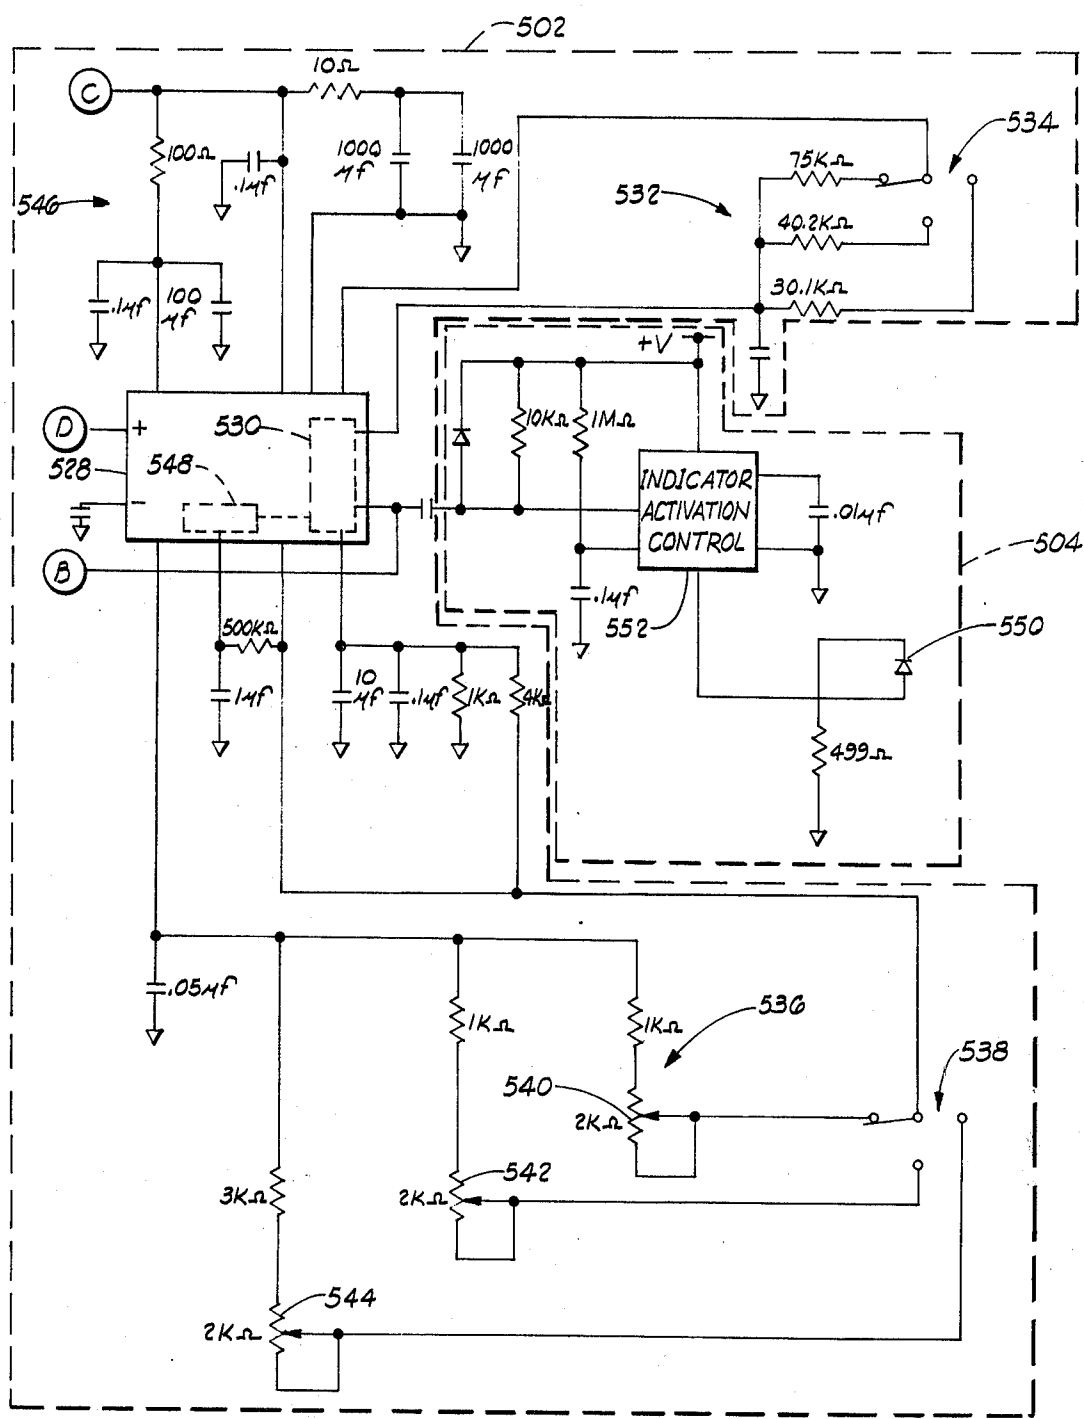 502
C
10Ω
100Ω
.1μf
1000
μf
1000
μf
534
75KΩ
532
546
40.2KΩ
.1μf
100
μf
30.1KΩ
+V
D
+
530
10KΩ
1MΩ
528
548
INDICATOR
ACTIVATION
CONTROL
.01μf
-
504
B
.1μf
552
550
500KΩ
1μf
10
μf
.1μf
1KΩ
4KΩ
499Ω
.05μf
1KΩ
1KΩ
536
538
540
2KΩ
542
3KΩ
2KΩ
544
2KΩ